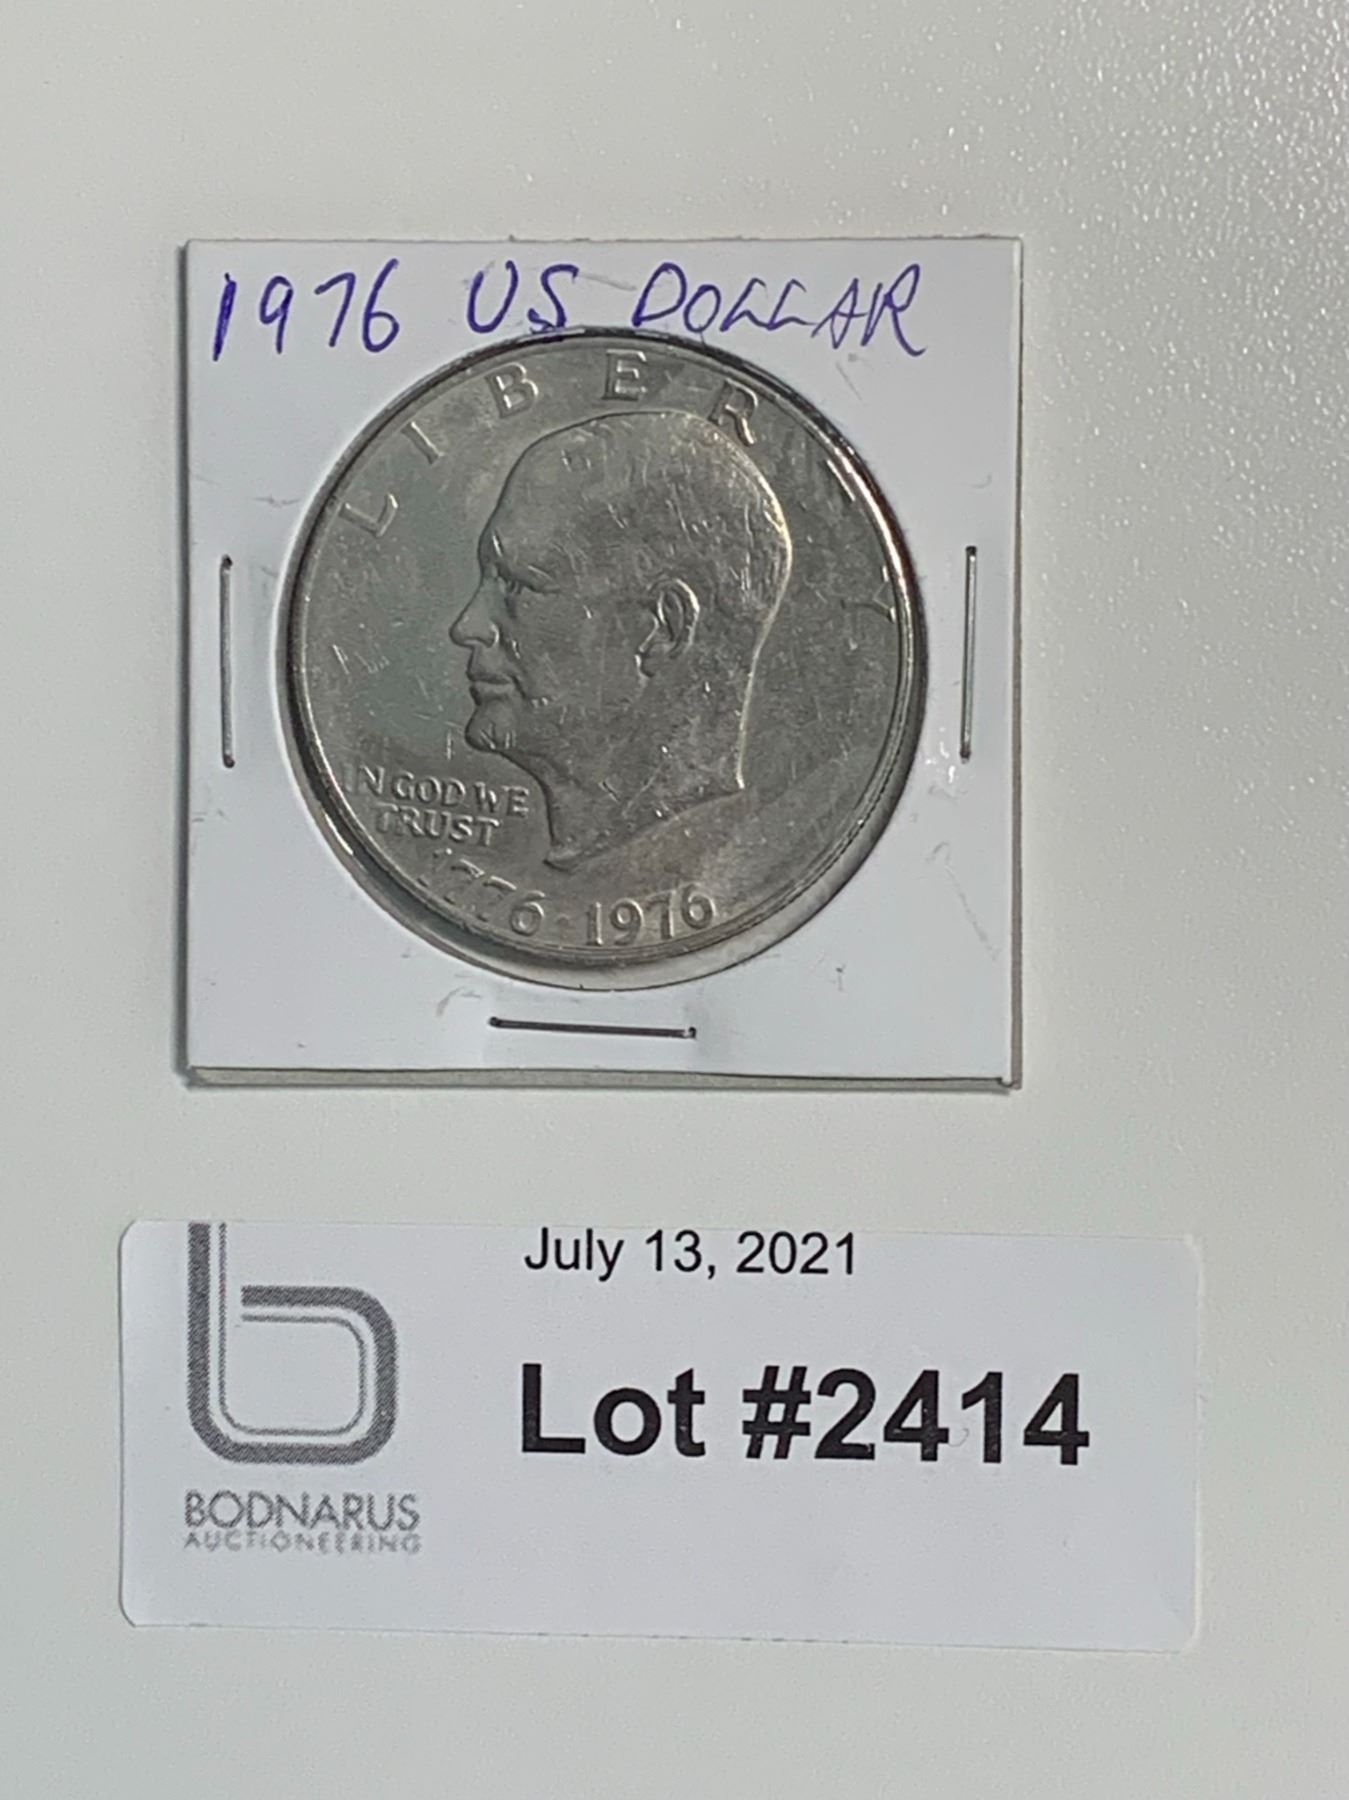 1976 US DOLLAR
LIBERTY
IN GOD WE
TRUST
1776 · 1976
July 13, 2021
Lot #2414
BODNARUS
AUCTIONEERING